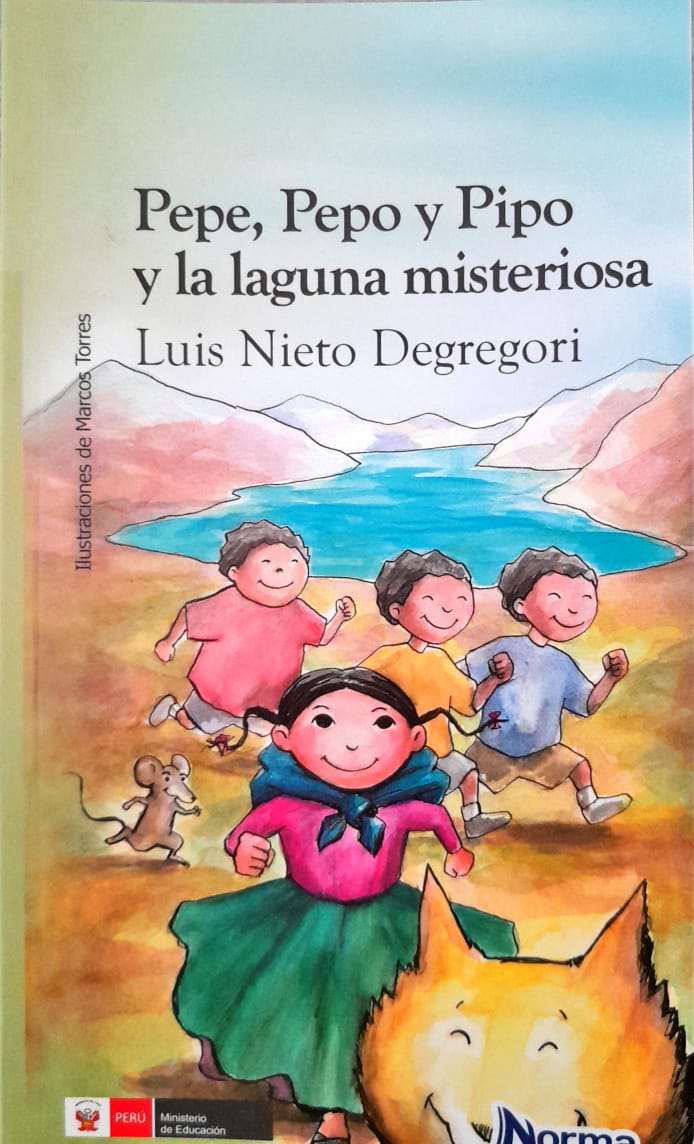 Pepe, Pepo y Pipo
y la laguna misteriosa
Luis Nieto Degregori
Ilustraciones de Marcos Torres
PERÚ
Ministerio
de Educación
Norma